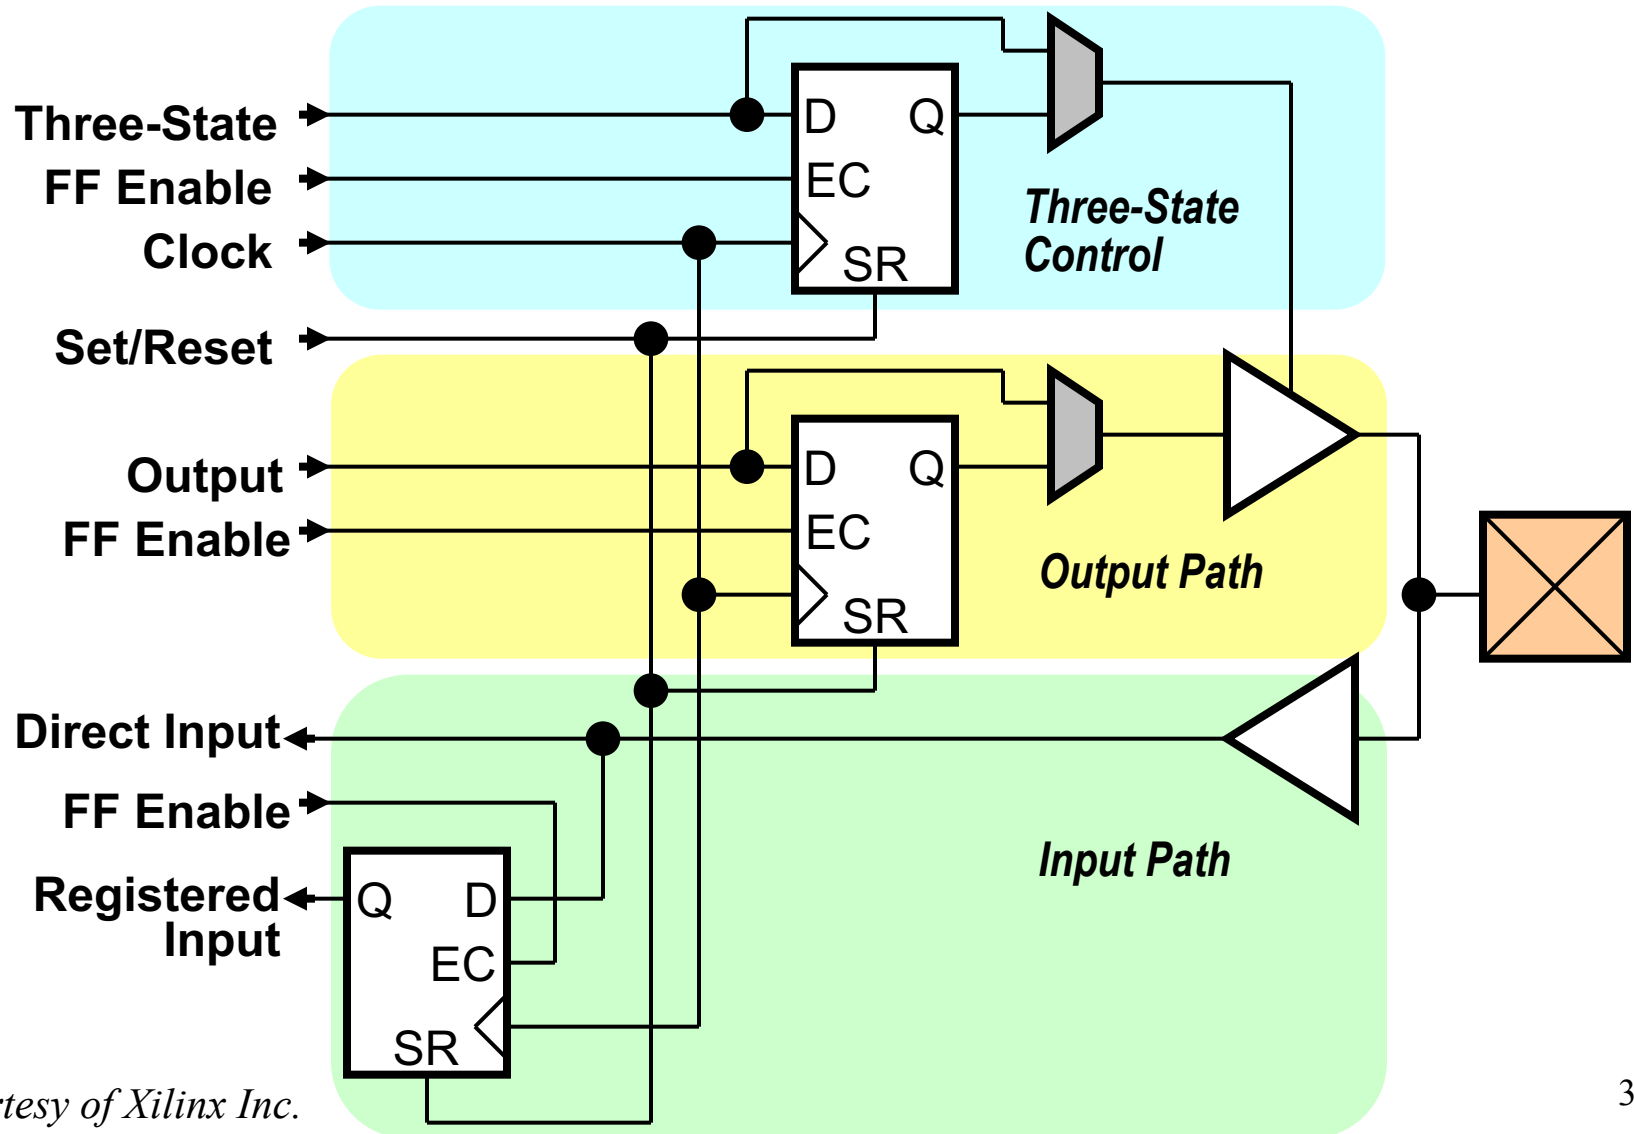 Three-State
FF Enable
Clock
Set/Reset
D Q
EC
SR
Three-State
Control
Output
FF Enable
D Q
EC
SR
Output Path
Direct Input
FF Enable
Registered
Input
Q D
EC
SR
Input Path
of Xilinx Inc.
3